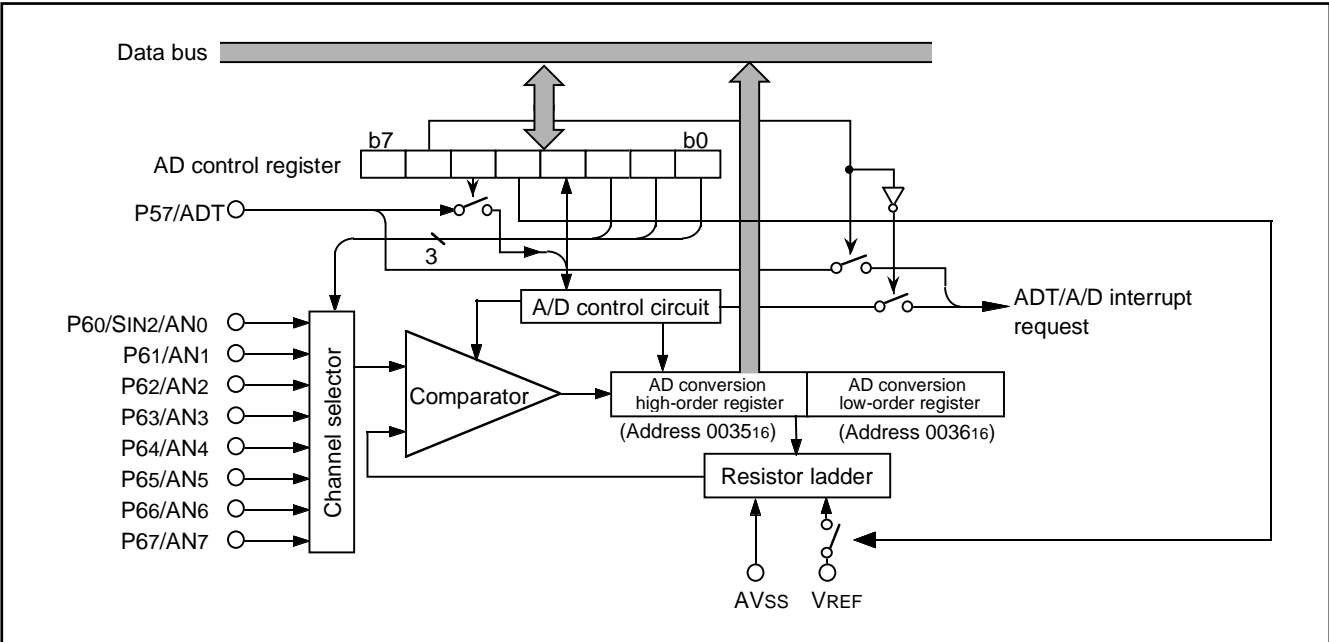 Data bus
b7
b0
AD control register
P57/ADT
3
A/D control circuit
ADT/A/D interrupt
request
P60/SIN2/AN0
P61/AN1
P62/AN2
P63/AN3
P64/AN4
P65/AN5
P66/AN6
P67/AN7
Channel selector
Comparator
AD conversion
high-order register
AD conversion
low-order register
(Address 003516)
(Address 003616)
Resistor ladder
AVSS
VREF